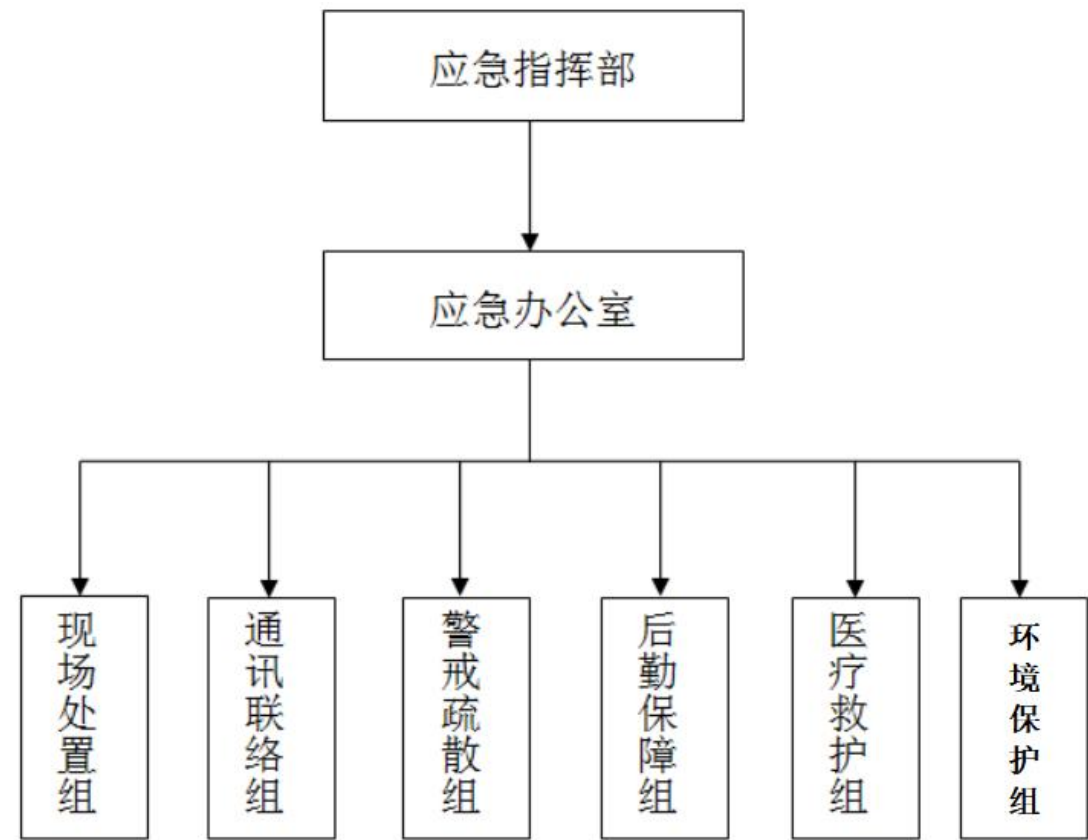 应急指挥部
应急办公室
现场处置组
通讯联络组
警戒疏散组
后勤保障组
医疗救护组
环境保护组